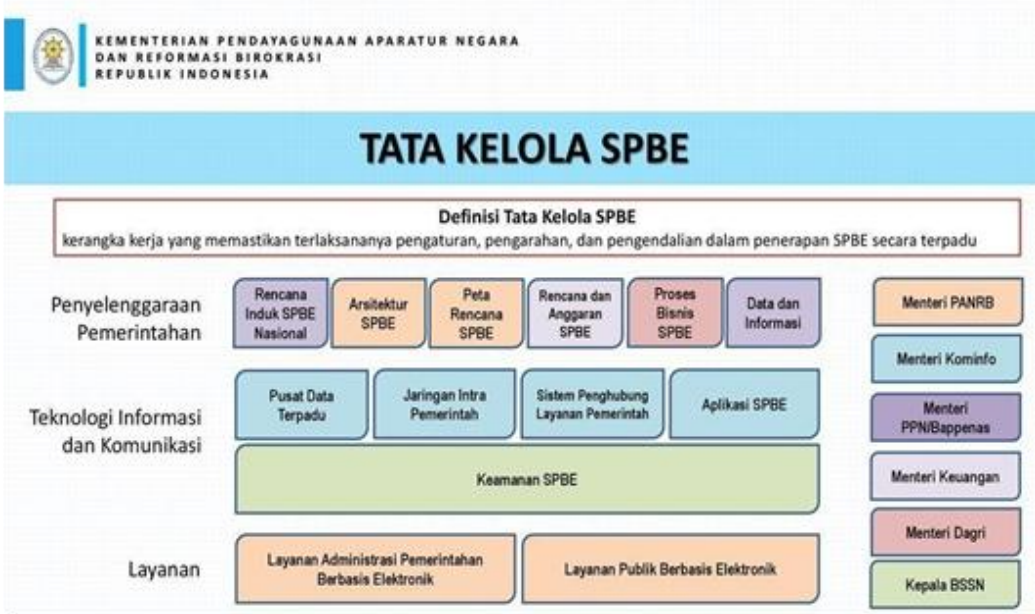 KEMENTERIAN PENDAYAGUNAAN APARATUR NEGARA
DAN REFORMASI BIROKRASI
REPUBLIK INDONESIA
TATA KELOLA SPBE
Definisi Tata Kelola SPBE
kerangka kerja yang memastikan terlaksananya pengaturan, pengarahan, dan pengendalian dalam penerapan SPBE secara terpadu
Penyelenggaraan
Pemerintahan
Rencana
Induk SPBE
Nasional
Arsitektur
SPBE
Peta
Rencana
SPBE
Rencana dan
Anggaran
SPBE
Proses
Bisnis
SPBE
Data dan
Informasi
Teknologi Informasi
dan Komunikasi
Pusat Data
Terpadu
Jaringan Intra
Pemerintah
Sistem Penghubung
Layanan Pemerintah
Aplikasi SPBE
Keamanan SPBE
Layanan
Layanan Administrasi Pemerintahan
Berbasis Elektronik
Layanan Publik Berbasis Elektronik
Menteri PANRB
Menteri Kominfo
Menteri
PPN/Bappenas
Menteri Keuangan
Menteri Dagri
Kepala BSSN